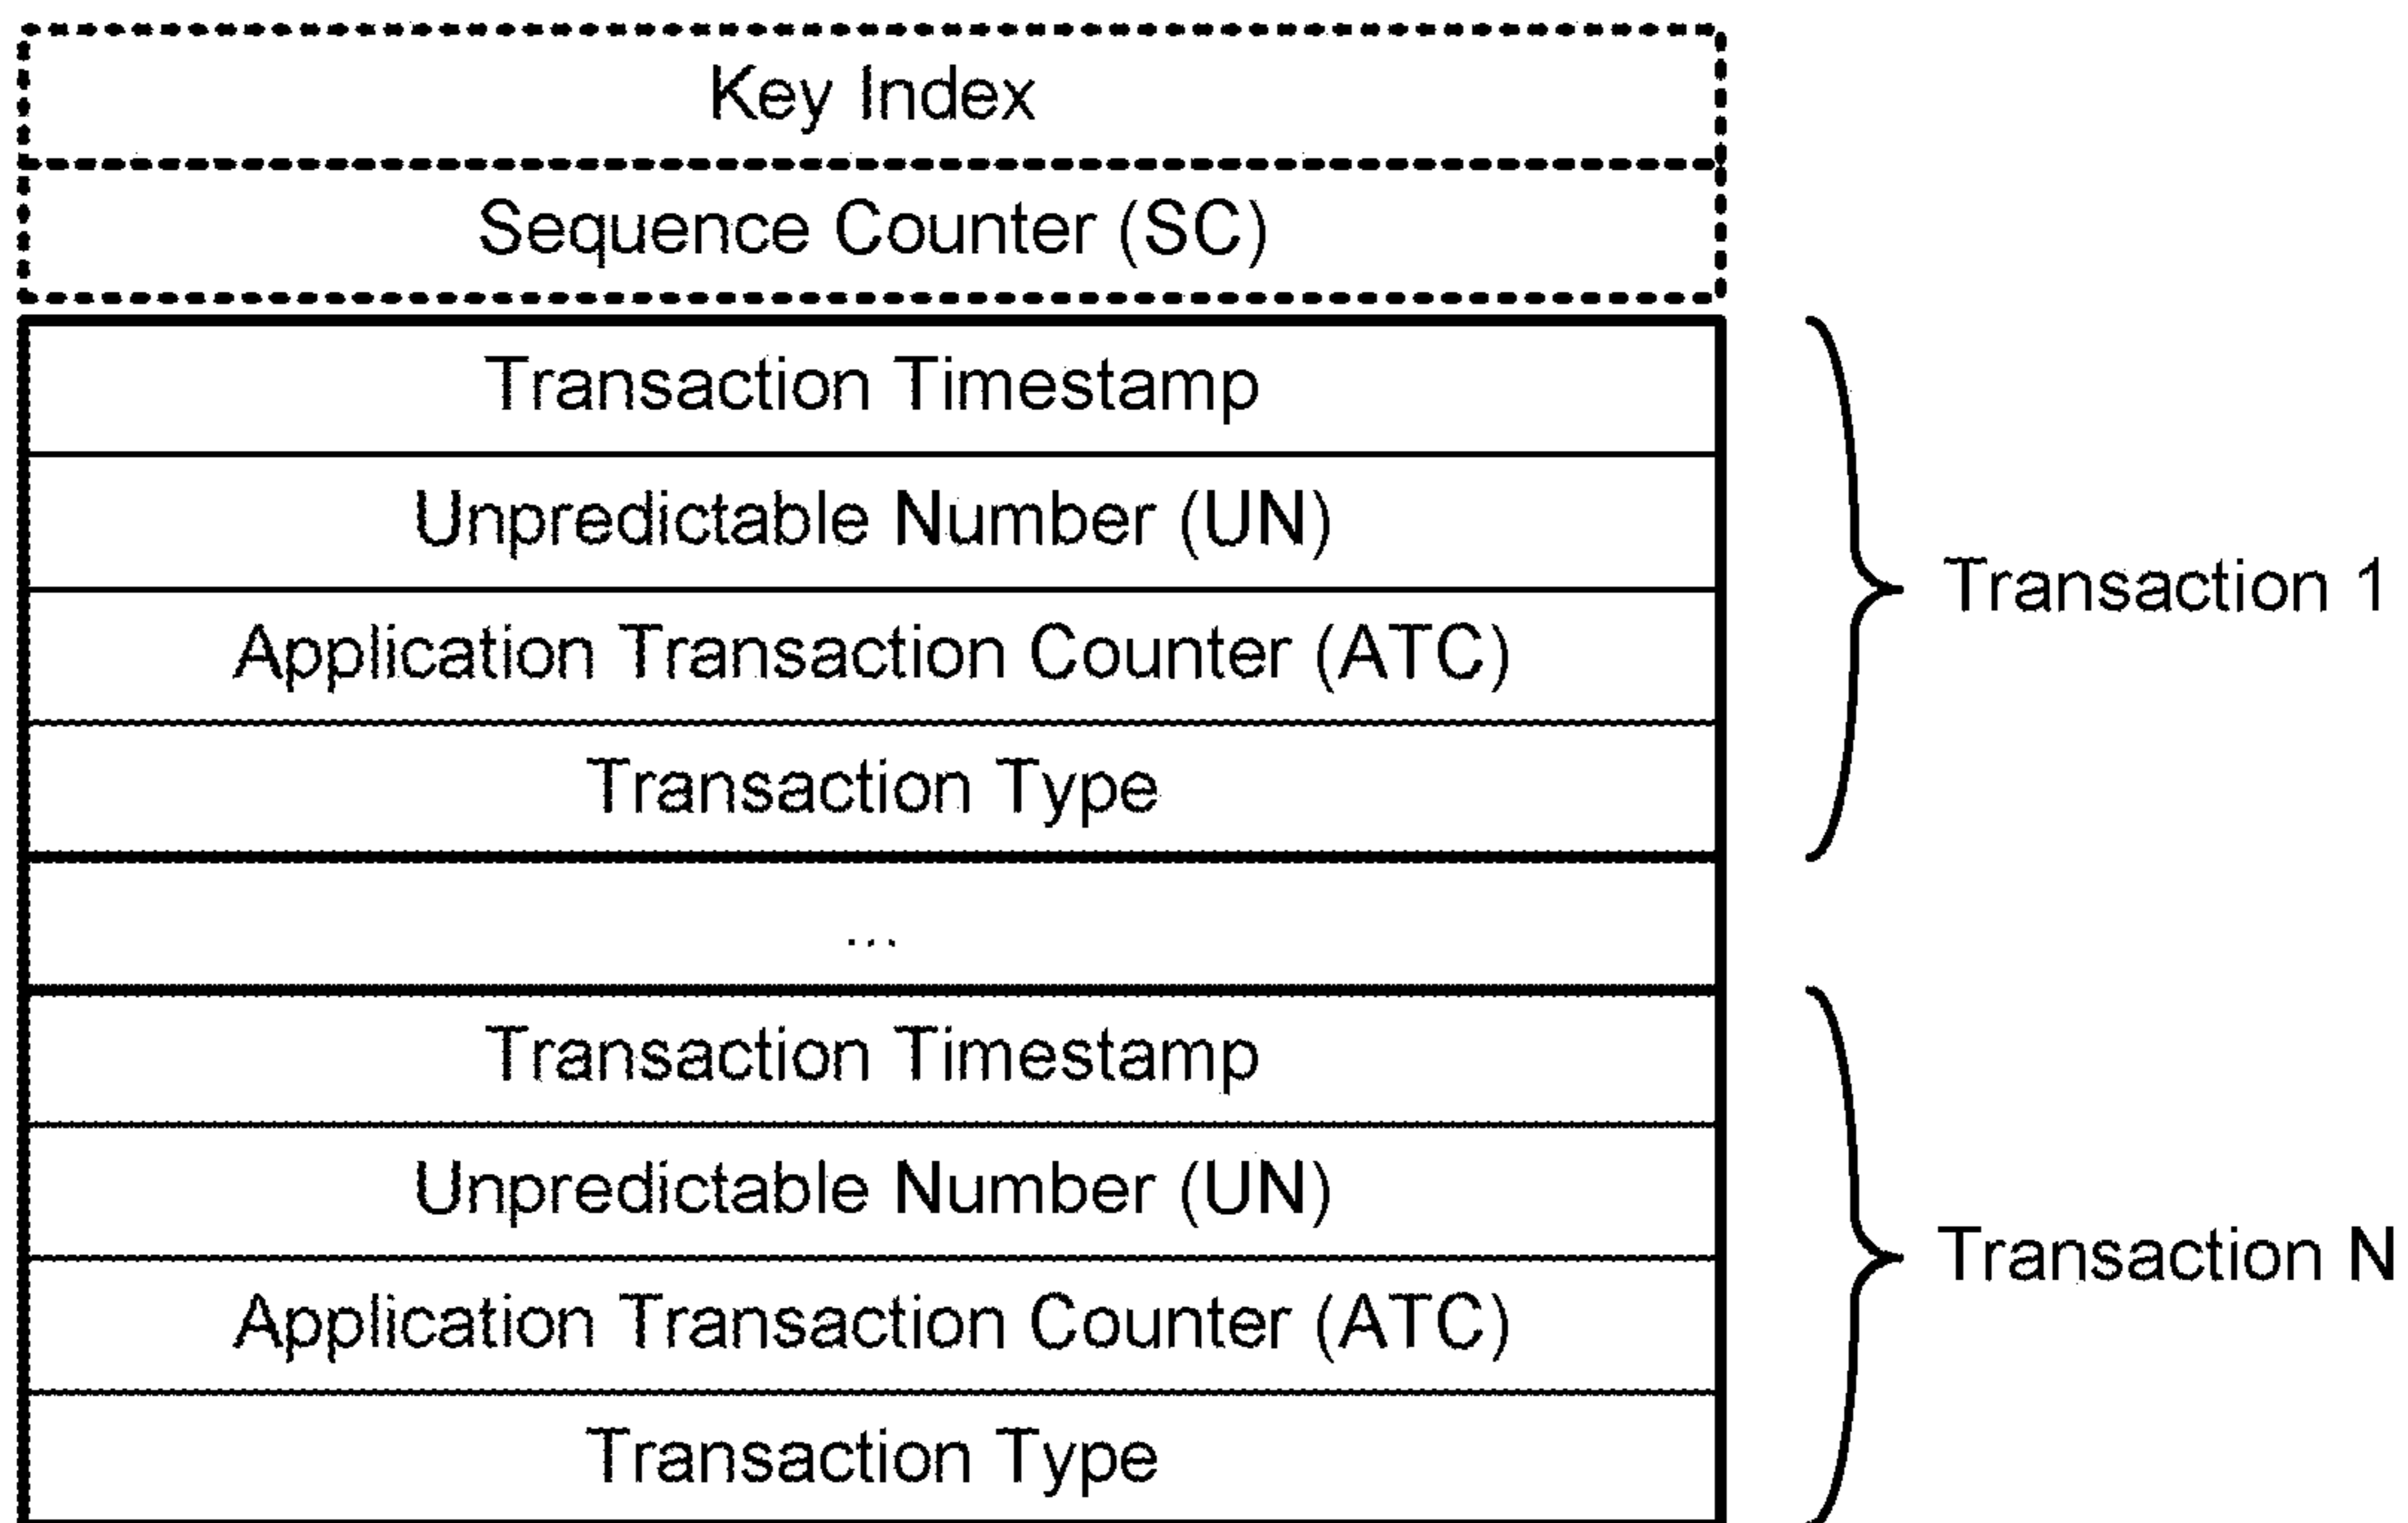 Key Index
Sequence Counter (SC)
Transaction Timestamp
Unpredictable Number (UN)
Application Transaction Counter (ATC)
Transaction Type
Transaction 1
...
Transaction Timestamp
Unpredictable Number (UN)
Application Transaction Counter (ATC)
Transaction Type
Transaction N